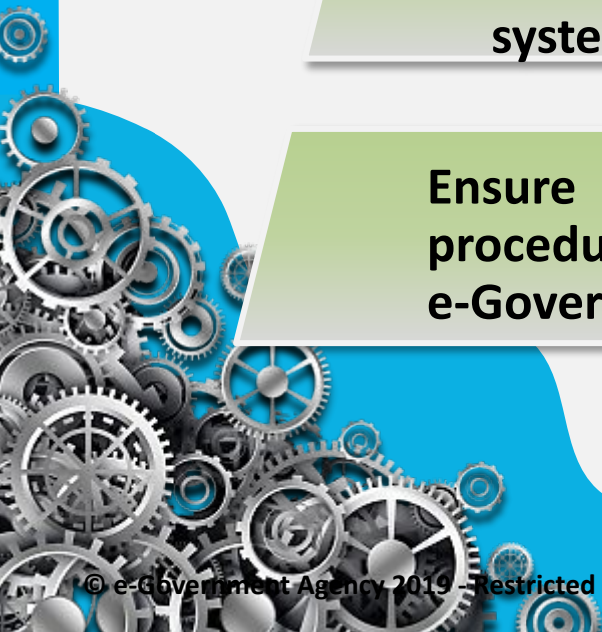 syste
Ensure
procedu
e-Gover
© e-Government Agency 2019 - Restricted